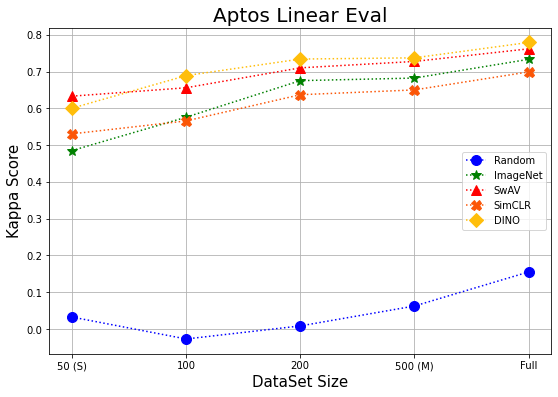 Aptos Linear Eval
Kappa Score
0.8
0.7
0.6
0.5
0.4
0.3
0.2
0.1
0.0
Random
ImageNet
SwAV
SimCLR
DINO
50 (S)
100
200
500 (M)
Full
DataSet Size